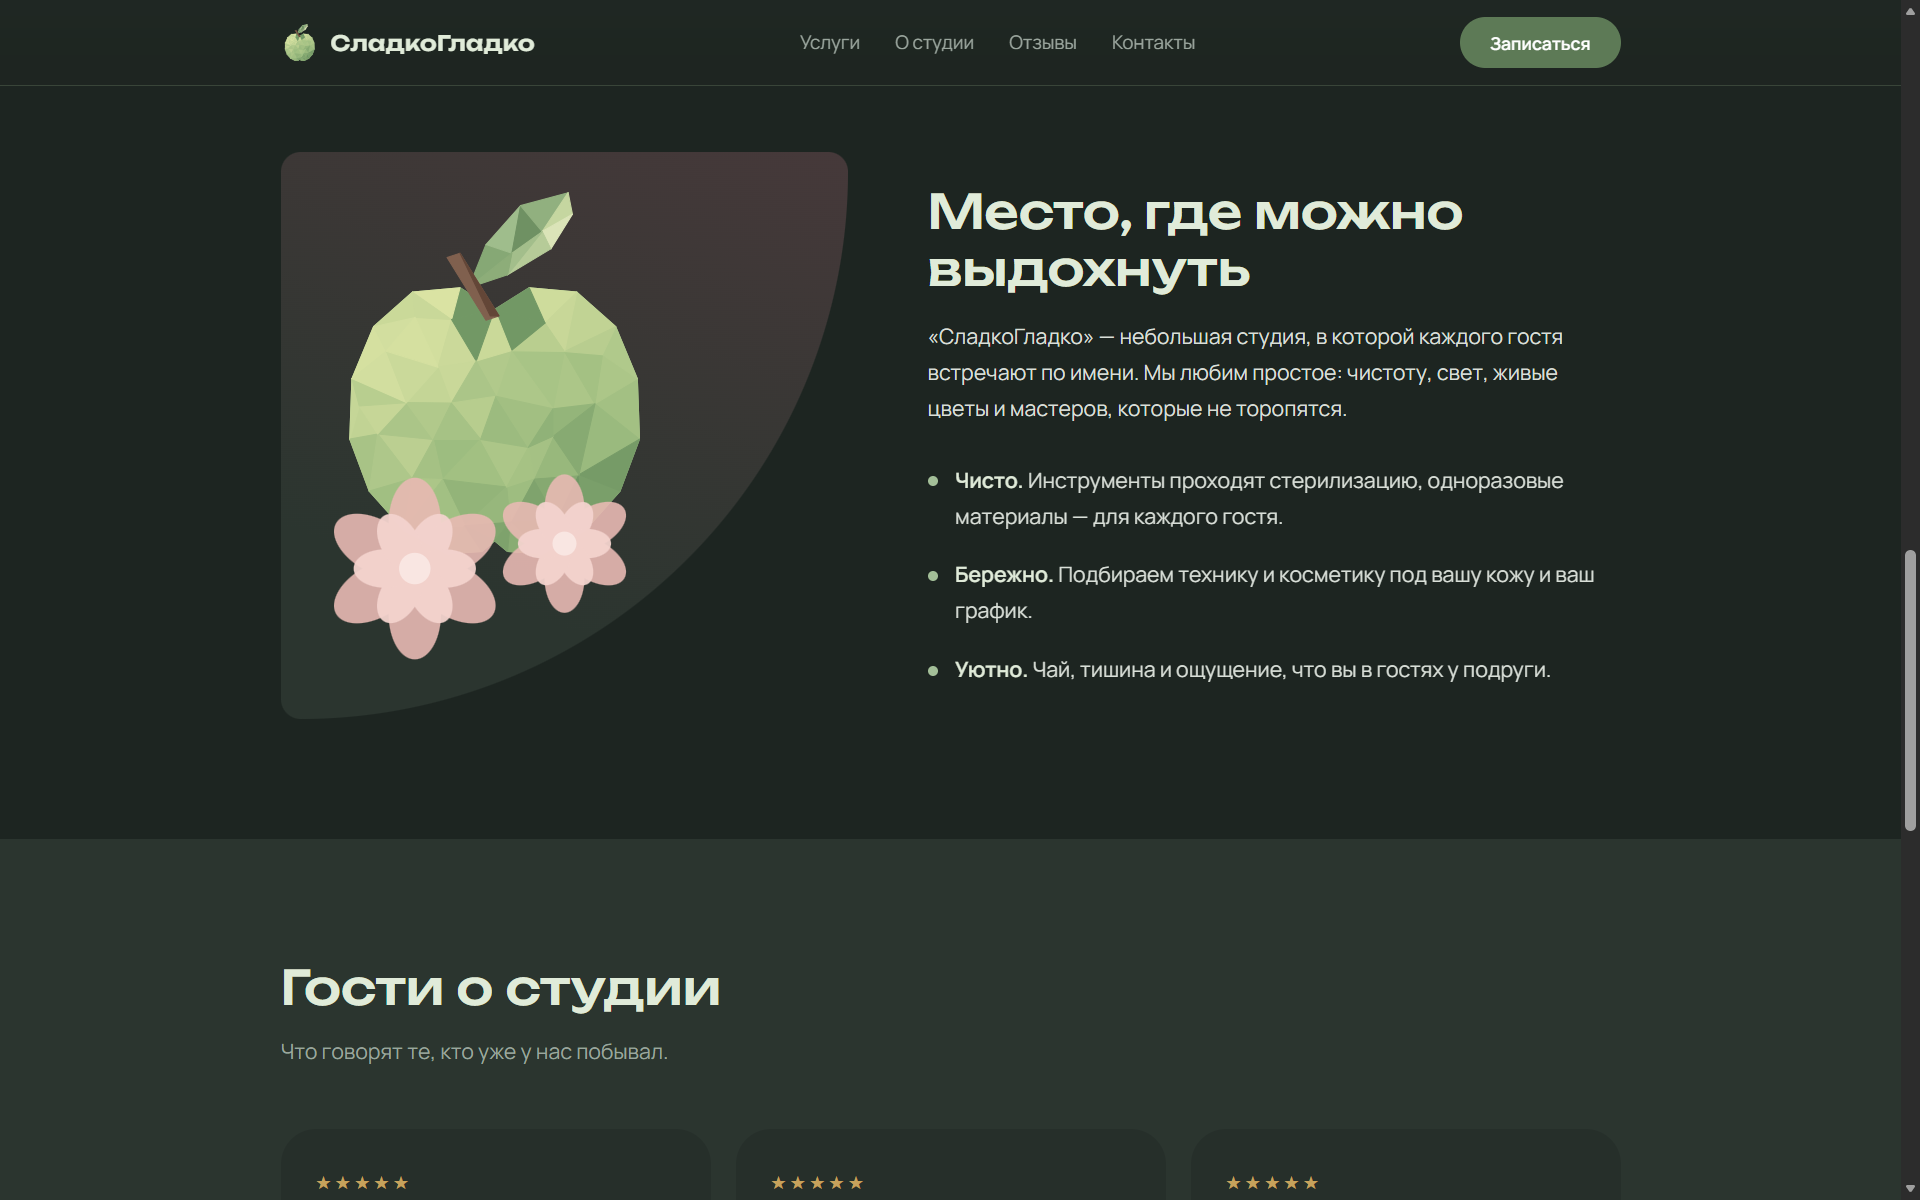 СладкоГладко
Услуги
О студии
Отзывы
Контакты
Записаться
Место, где можно
выдохнуть
«СладкоГладко» — небольшая студия, в которой каждого гостя
встречают по имени. Мы любим простое: чистоту, свет, живые
цветы и мастеров, которые не торопятся.
Чисто. Инструменты проходят стерилизацию, одноразовые
материалы — для каждого гостя.
Бережно. Подбираем технику и косметику под вашу кожу и ваш
график.
Уютно. Чай, тишина и ощущение, что вы в гостях у подруги.
Гости о студии
Что говорят те, кто уже у нас побывал.
★★★★★
★★★★★
★★★★★